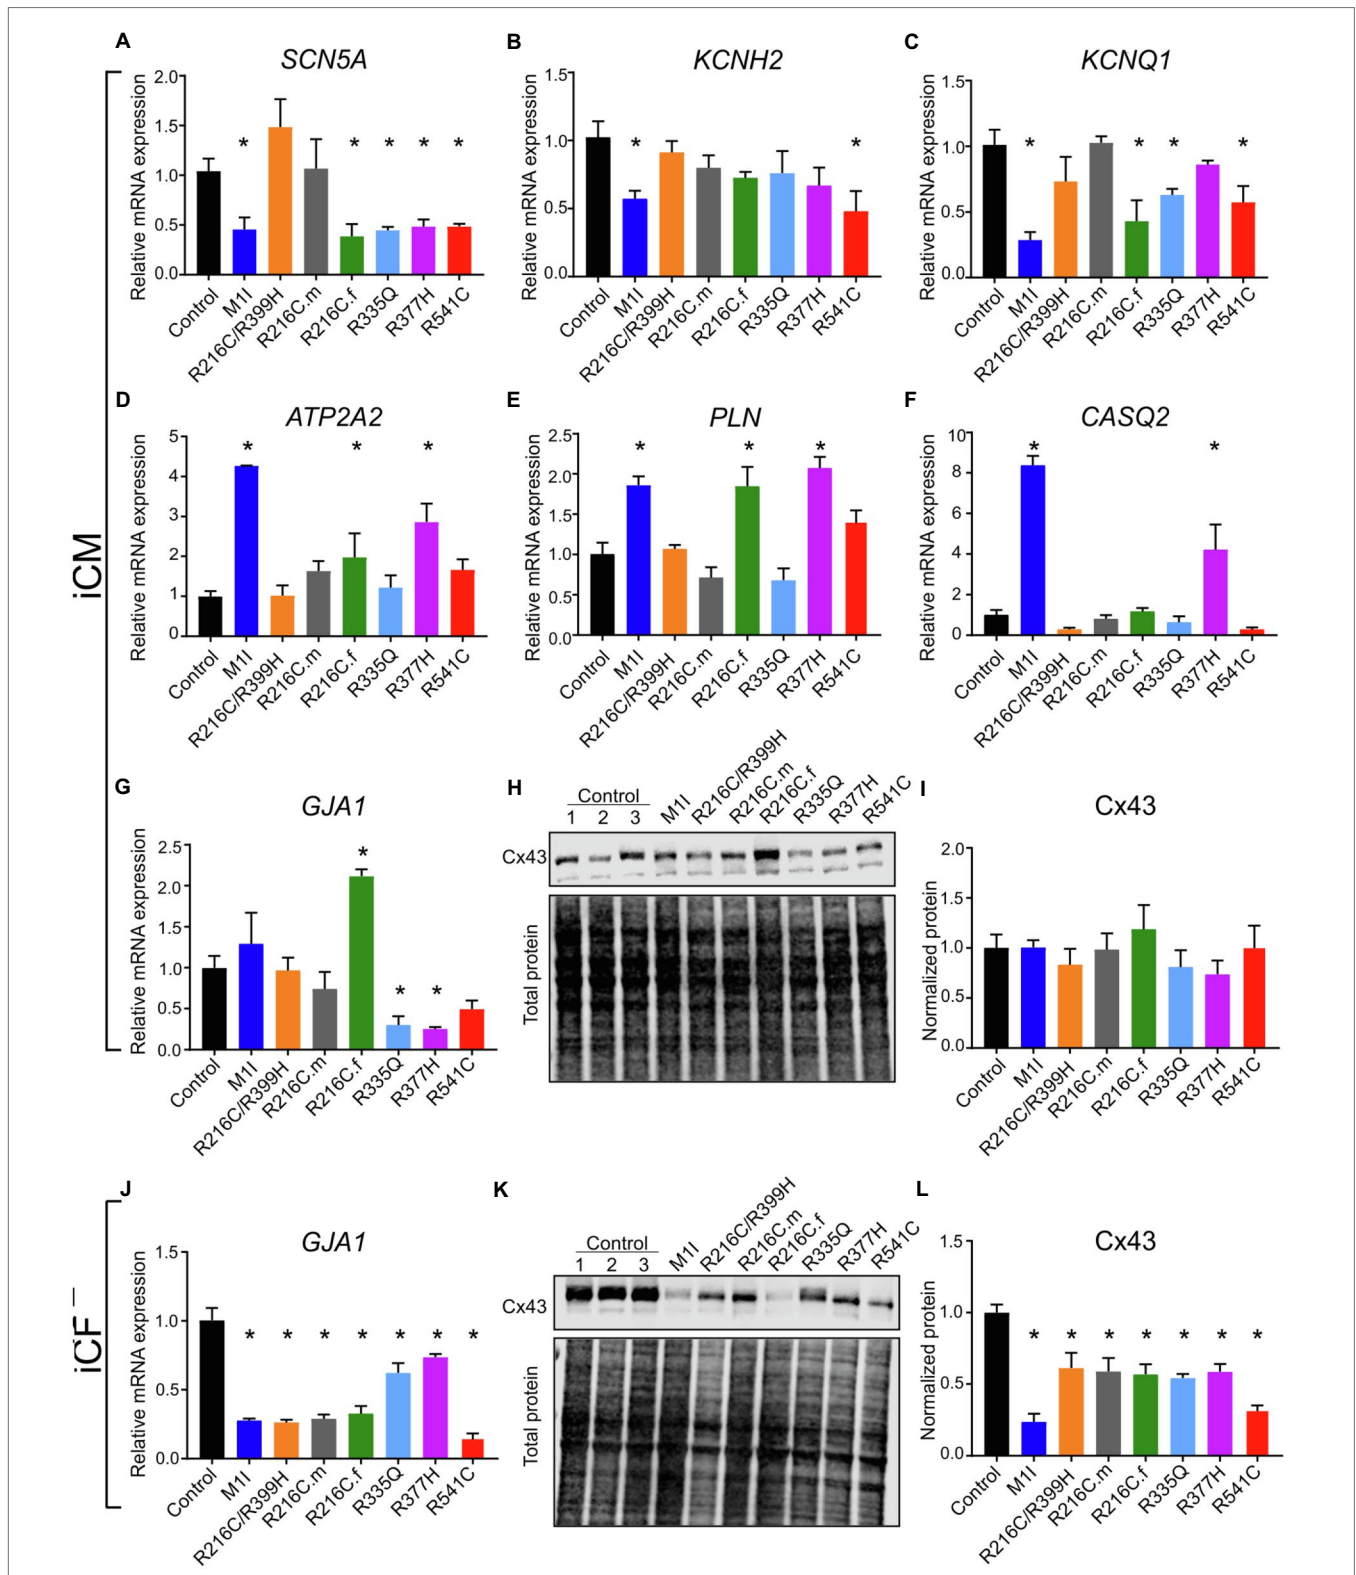 A
SCN5A
Relative mRNA expression
2.0
1.5
1.0
0.5
0.0
* * * * *
Control
M1I
R216C/R399H
R216C.m
R216C.f
R335Q
R377H
R541C
B
KCNH2
Relative mRNA expression
1.5
1.0
0.5
0.0
* *
Control
M1I
R216C/R399H
R216C.m
R216C.f
R335Q
R377H
R541C
C
KCNQ1
Relative mRNA expression
1.5
1.0
0.5
0.0
* * * *
Control
M1I
R216C/R399H
R216C.m
R216C.f
R335Q
R377H
R541C
iCM
D
ATP2A2
Relative mRNA expression
5
4
3
2
1
0
* * *
Control
M1I
R216C/R399H
R216C.m
R216C.f
R335Q
R377H
R541C
E
PLN
Relative mRNA expression
2.5
2.0
1.5
1.0
0.5
0.0
* * *
Control
M1I
R216C/R399H
R216C.m
R216C.f
R335Q
R377H
R541C
F
CASQ2
Relative mRNA expression
10
8
6
4
2
0
* *
Control
M1I
R216C/R399H
R216C.m
R216C.f
R335Q
R377H
R541C
G
GJA1
Relative mRNA expression
2.5
2.0
1.5
1.0
0.5
0.0
* * *
Control
M1I
R216C/R399H
R216C.m
R216C.f
R335Q
R377H
R541C
H
Control
1 2 3
M1I
R216C/R399H
R216C.m
R216C.f
R335Q
R377H
R541C
Cx43
Total protein
I
Cx43
Normalized protein
2.0
1.5
1.0
0.5
0.0
Control
M1I
R216C/R399H
R216C.m
R216C.f
R335Q
R377H
R541C
iCF
J
GJA1
Relative mRNA expression
1.5
1.0
0.5
0.0
* * * * * * *
Control
M1I
R216C/R399H
R216C.m
R216C.f
R335Q
R377H
R541C
K
Control
1 2 3
M1I
R216C/R399H
R216C.m
R216C.f
R335Q
R377H
R541C
Cx43
Total protein
L
Cx43
Normalized protein
1.5
1.0
0.5
0.0
* * * * * * *
Control
M1I
R216C/R399H
R216C.m
R216C.f
R335Q
R377H
R541C